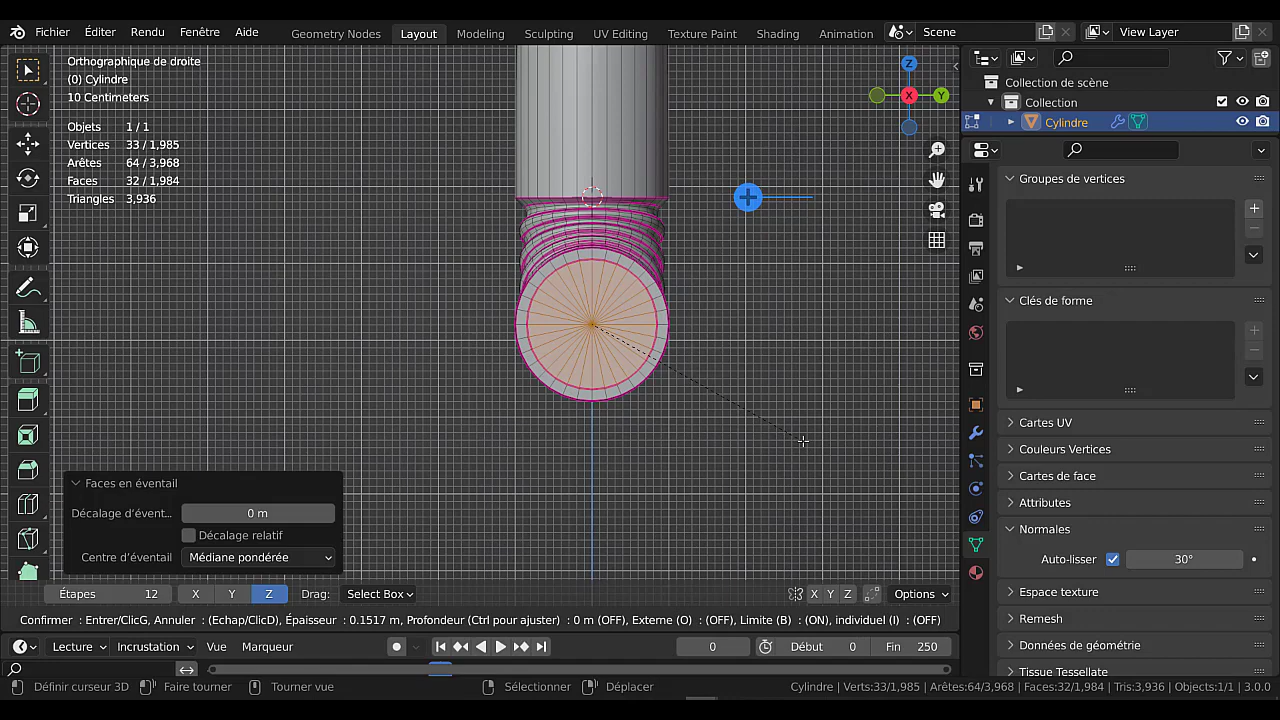 Fichier Éditer Rendu Fenêtre Aide Geometry Nodes Layout Modeling Sculpting UV Editing Texture Paint Shading Animation Scene View Layer
Orthographique de droite
(0) Cylindre
10 Centimeters
Objets 1 / 1
Vertices 33 / 1,985
Arêtes 64 / 3,968
Faces 32 / 1,984
Triangles 3,936
Z
X
Y
Collection de scène
Collection
Cylindre
Groupes de vertices
Clés de forme
Cartes UV
Couleurs Vertices
Cartes de face
Attributes
Normales
Auto-lisser 30°
Espace texture
Remesh
Données de géométrie
Tissue Tessellate
Faces en éventail
Décalage d'évent... 0 m
Décalage relatif
Centre d'éventail Médiane pondérée
Étapes 12 X Y Z Drag: Select Box X Y Z Options
Confirmer : Entrer/ClicG, Annuler : (Echap/ClicD), Épaisseur : 0.1517 m, Profondeur (Ctrl pour ajuster) : 0 m (OFF), Externe (O) : (OFF), Limite (B) : (ON), individuel (I) : (OFF)
Lecture Incrustation Vue Marqueur 0 Début 0 Fin 250
Définir curseur 3D Faire tourner Tourner vue Sélectionner Déplacer Cylindre | Verts:33/1,985 | Arêtes:64/3,968 | Faces:32/1,984 | Tris:3,936 | Objects:1/1 | 3.0.0